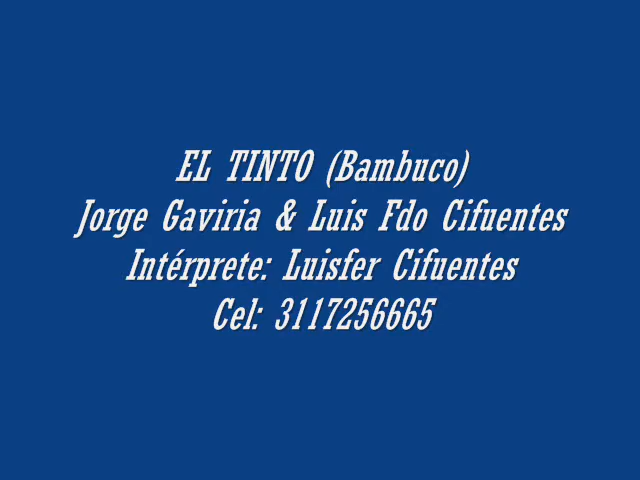 EL TINTO (Bambuco)
Jorge Gaviria & Luis Fdo Cifuentes
Intérprete: Luisfer Cifuentes
Cel: 3117256665